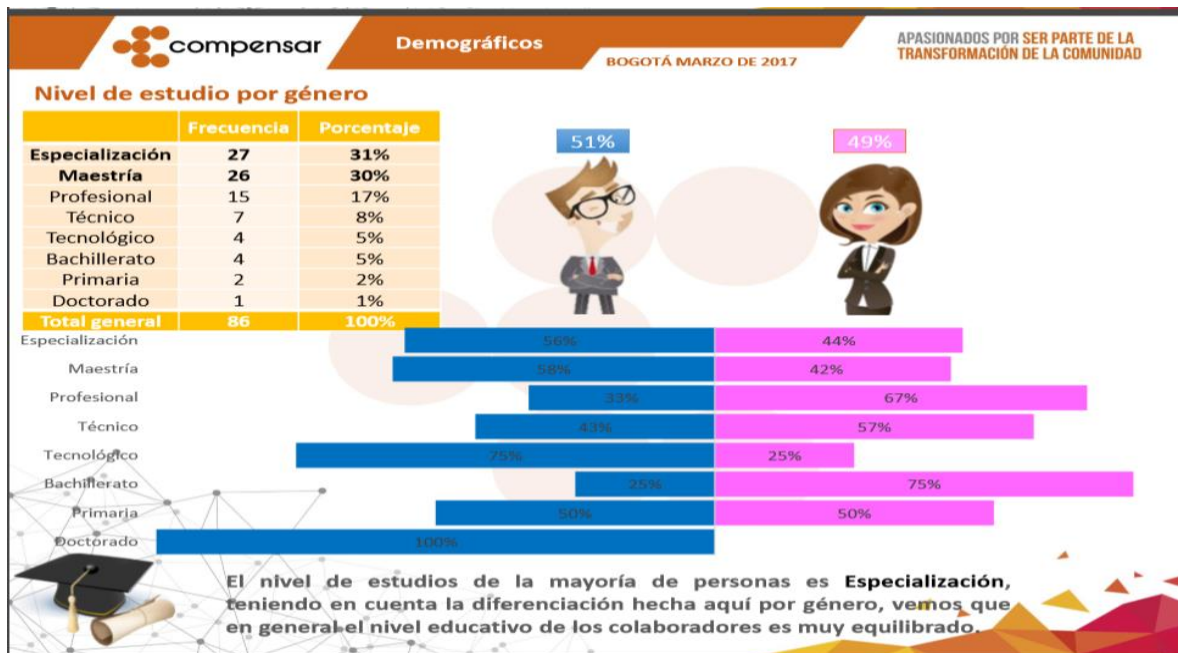 compensar
Demográficos
BOGOTÁ MARZO DE 2017
APASIONADOS POR SER PARTE DE LA
TRANSFORMACIÓN DE LA COMUNIDAD
Nivel de estudio por género
Frecuencia Porcentaje
Especialización 27 31%
Maestría 26 30%
Profesional 15 17%
Técnico 7 8%
Tecnológico 4 5%
Bachillerato 4 5%
Primaria 2 2%
Doctorado 1 1%
Total general 86 100%
51% 49%
Especialización 56% 44%
Maestría 58% 42%
Profesional 33% 67%
Técnico 43% 57%
Tecnológico 75% 25%
Bachillerato 25% 75%
Primaria 50% 50%
Doctorado 100%
El nivel de estudios de la mayoría de personas es Especialización,
teniendo en cuenta la diferenciación hecha aquí por género, vemos que
en general el nivel educativo de los colaboradores es muy equilibrado.